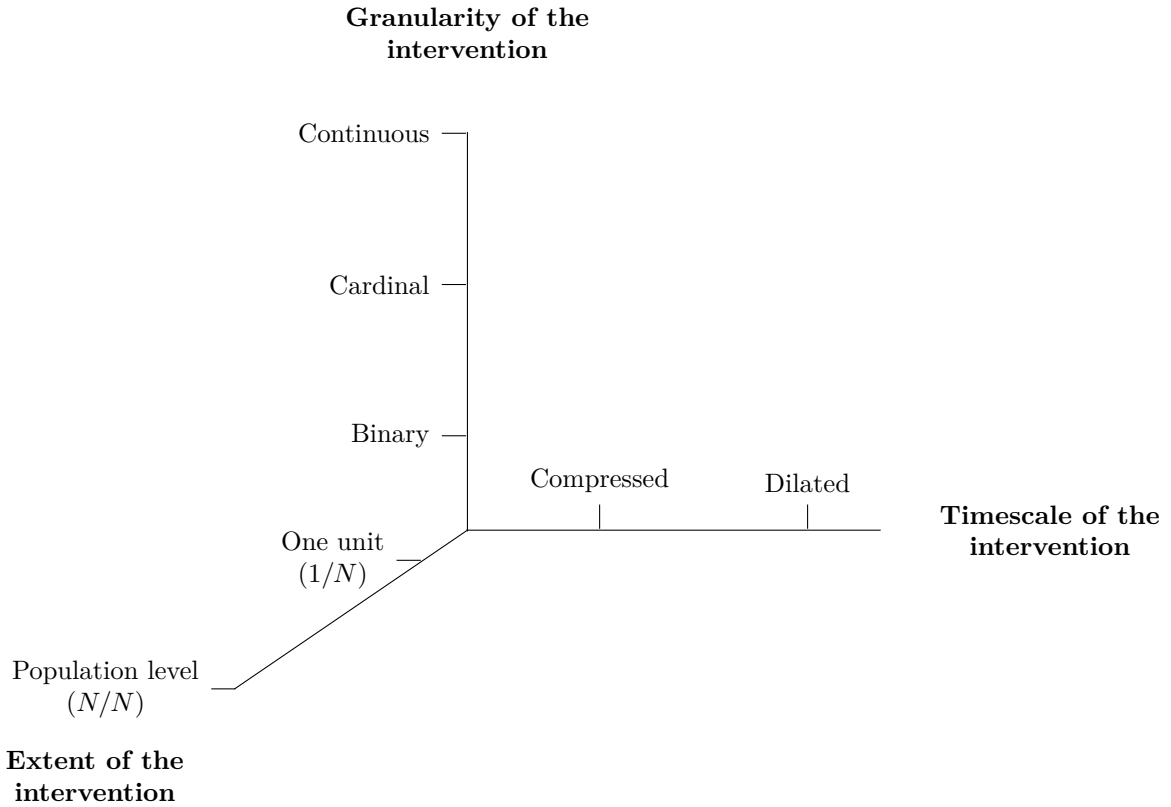 Granularity of the
intervention
Continuous
Cardinal
Binary
Compressed
Dilated
Timescale of the
intervention
One unit
(1/N)
Population level
(N/N)
Extent of the
intervention